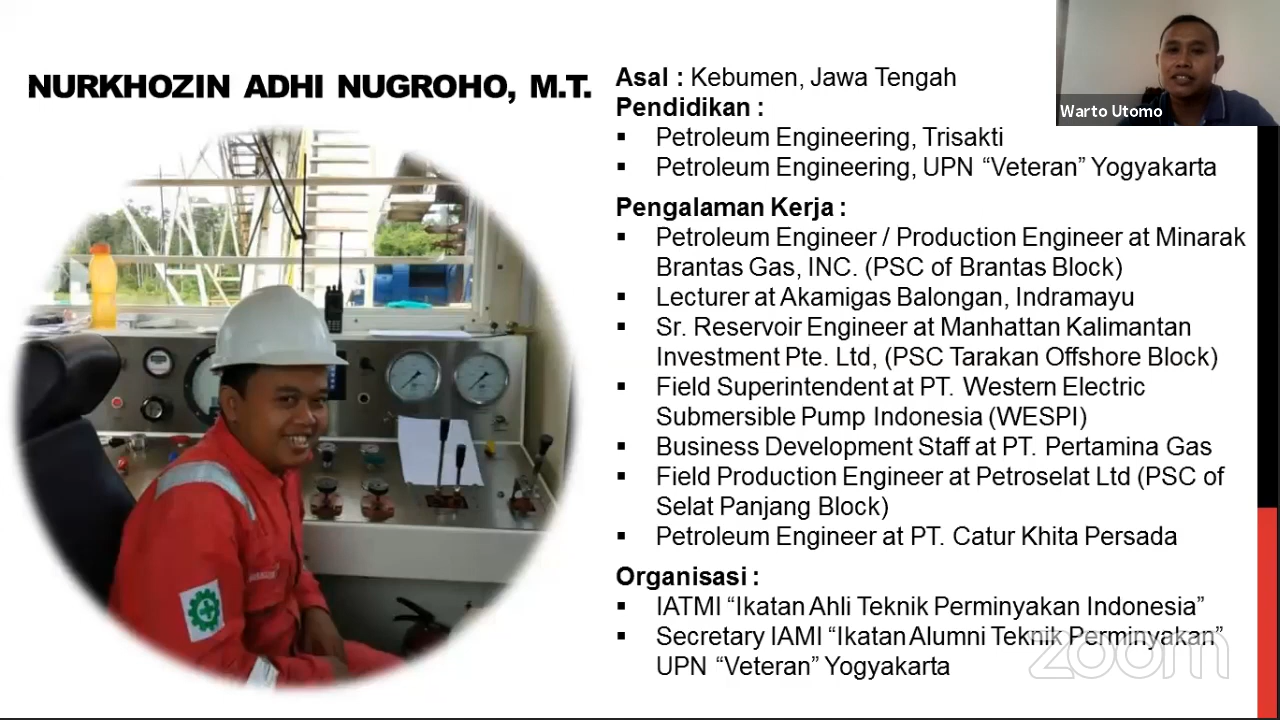 NURKHOZIN ADHI NUGROHO, M.T.
Asal : Kebumen, Jawa Tengah
Pendidikan :
▪ Petroleum Engineering, Trisakti
▪ Petroleum Engineering, UPN “Veteran” Yogyakarta
Pengalaman Kerja :
▪ Petroleum Engineer / Production Engineer at Minarak
Brantas Gas, INC. (PSC of Brantas Block)
▪ Lecturer at Akamigas Balongan, Indramayu
▪ Sr. Reservoir Engineer at Manhattan Kalimantan
Investment Pte. Ltd, (PSC Tarakan Offshore Block)
▪ Field Superintendent at PT. Western Electric
Submersible Pump Indonesia (WESPI)
▪ Business Development Staff at PT. Pertamina Gas
▪ Field Production Engineer at Petroselat Ltd (PSC of
Selat Panjang Block)
▪ Petroleum Engineer at PT. Catur Khita Persada
Organisasi :
▪ IATMI “Ikatan Ahli Teknik Perminyakan Indonesia”
▪ Secretary IAMI “Ikatan Alumni Teknik Perminyakan”
UPN “Veteran” Yogyakarta
Warto Utomo
zoom